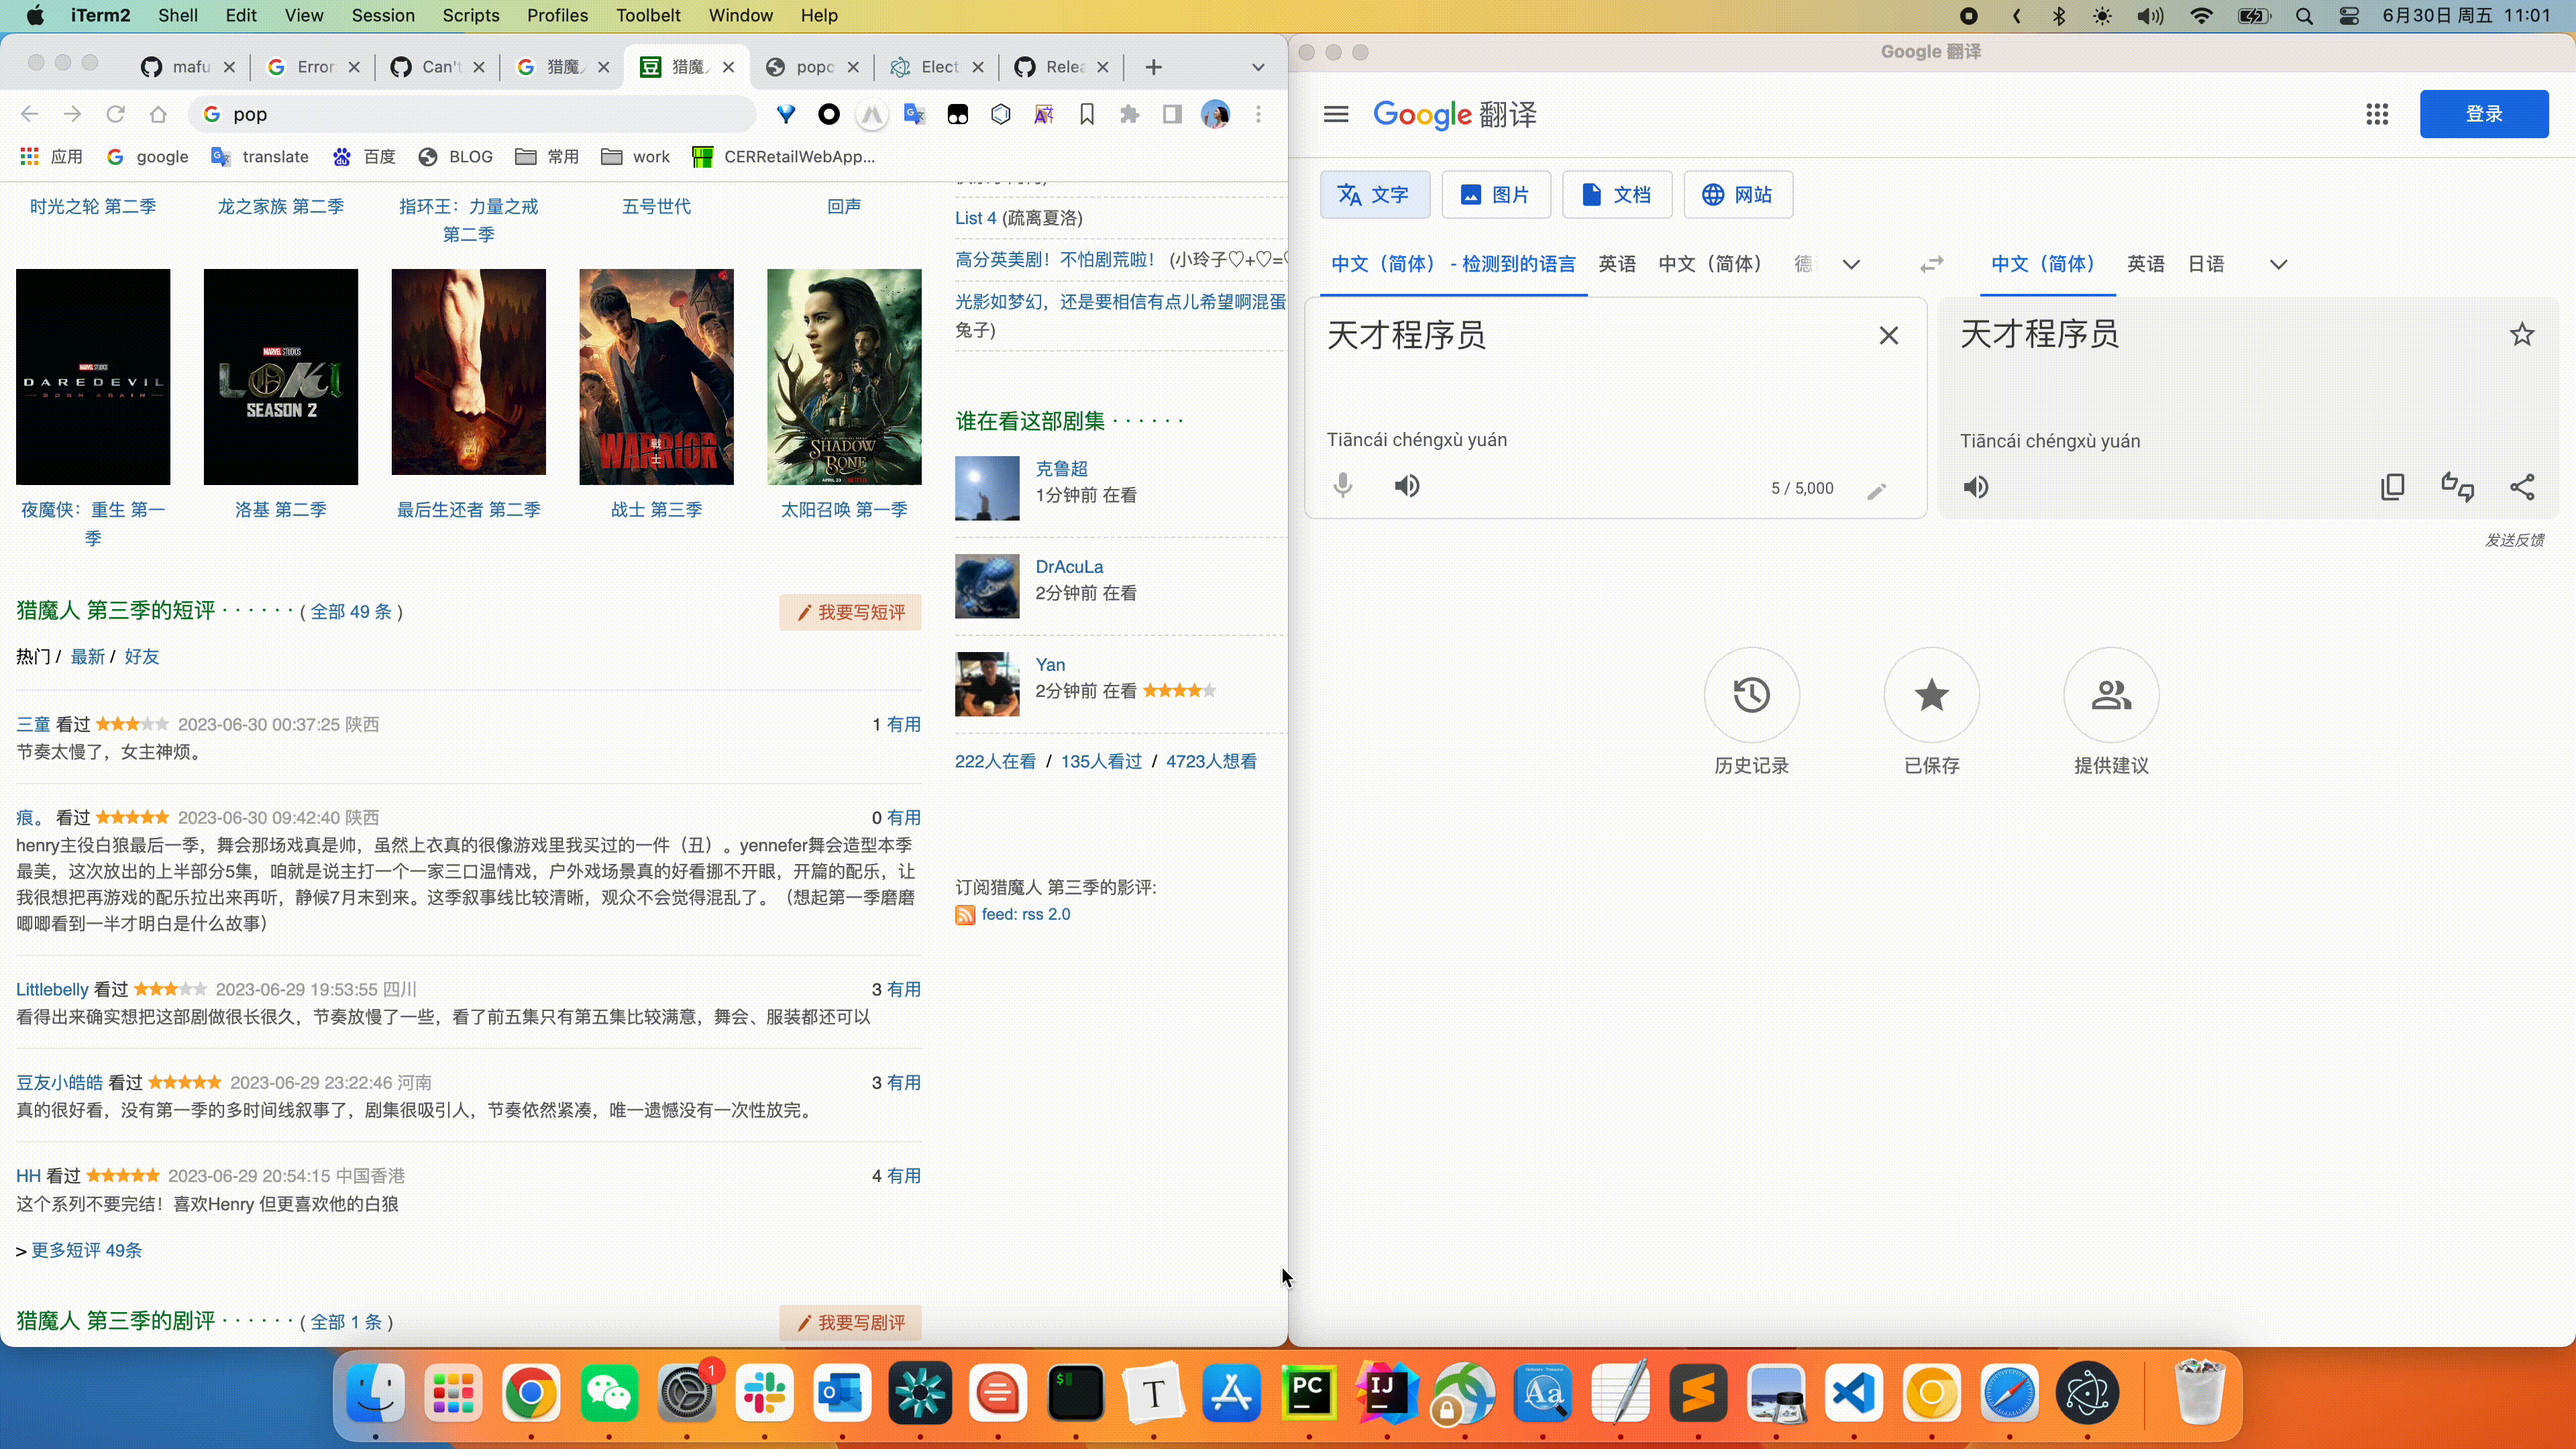 iTerm2 Shell Edit View Session Scripts Profiles Toolbelt Window Help
6月30日 周五 11:01
mafu
Error
Can't
猎魔
猎魔
popc
Elect
Relea
pop
应用
google
translate
百度
BLOG
常用
work
CERRetailWebApp...
时光之轮 第二季
龙之家族 第二季
指环王：力量之戒
第二季
五号世代
回声
MARVEL STUDIOS
DAREDEVIL
BORN AGAIN
MARVEL STUDIOS
LOKI
SEASON 2
WARRIOR
SHADOW
BONE
夜魔侠：重生 第一
季
洛基 第二季
最后生还者 第二季
战士 第三季
太阳召唤 第一季
猎魔人 第三季的短评 · · · · · · ( 全部 49 条 )
我要写短评
热门 / 最新 / 好友
三童 看过 2023-06-30 00:37:25 陕西
1 有用
节奏太慢了，女主神烦。
痕。 看过 2023-06-30 09:42:40 陕西
0 有用
henry主役白狼最后一季，舞会那场戏真是帅，虽然上衣真的很像游戏里我买过的一件（丑）。yennefer舞会造型本季
最美，这次放出的上半部分5集，咱就是说主打一个一家三口温情戏，户外戏场景真的好看挪不开眼，开篇的配乐，让
我很想把再游戏的配乐拉出来再听，静候7月末到来。这季叙事线比较清晰，观众不会觉得混乱了。（想起第一季磨磨
唧唧看到一半才明白是什么故事）
Littlebelly 看过 2023-06-29 19:53:55 四川
3 有用
看得出来确实想把这部剧做很长很久，节奏放慢了一些，看了前五集只有第五集比较满意，舞会、服装都还可以
豆友小皓皓 看过 2023-06-29 23:22:46 河南
3 有用
真的很好看，没有第一季的多时间线叙事了，剧集很吸引人，节奏依然紧凑，唯一遗憾没有一次性放完。
HH 看过 2023-06-29 20:54:15 中国香港
4 有用
这个系列不要完结！喜欢Henry 但更喜欢他的白狼
> 更多短评 49条
猎魔人 第三季的剧评 · · · · · · ( 全部 1 条 )
我要写剧评
List 4 (疏离夏洛)
高分英美剧！不怕剧荒啦！ (小玲子♡+♡=
光影如梦幻，还是要相信有点儿希望啊混蛋
兔子)
谁在看这部剧集 · · · · · ·
克鲁超
1分钟前 在看
DrAcuLa
2分钟前 在看
Yan
2分钟前 在看
222人在看 / 135人看过 / 4723人想看
订阅猎魔人 第三季的影评:
feed: rss 2.0
Google 翻译
Google 翻译
登录
文字
图片
文档
网站
中文（简体） - 检测到的语言 英语 中文（简体） 德
中文（简体） 英语 日语
天才程序员
Tiāncái chéngxù yuán
5 / 5,000
天才程序员
Tiāncái chéngxù yuán
发送反馈
历史记录
已保存
提供建议
1
$
T
PC
IJ
Aa